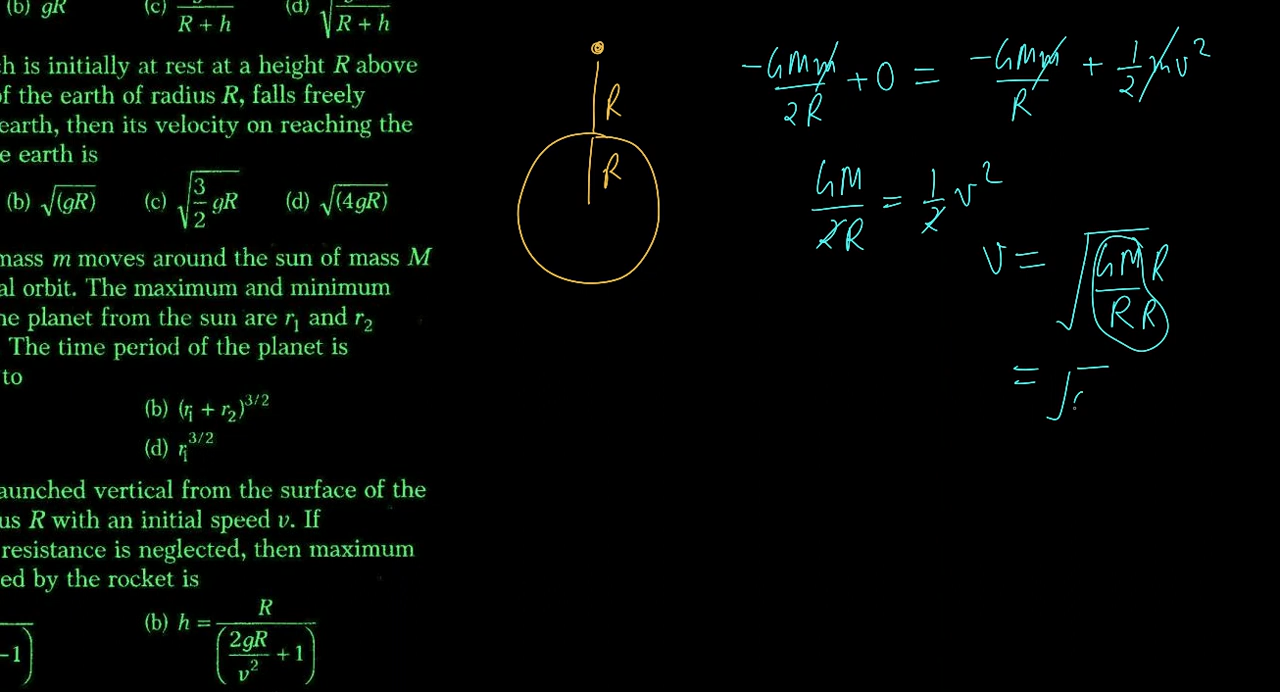 (b) gR (c) R + h (d) √ R + h
h is initially at rest at a height R above
of the earth of radius R, falls freely
earth, then its velocity on reaching the
e earth is
(b) √(gR) (c) √(3/2 gR) (d) √(4gR)
mass m moves around the sun of mass M
al orbit. The maximum and minimum
he planet from the sun are r₁ and r₂
The time period of the planet is
to
(b) (r₁ + r₂)^3/2
(d) r₁^3/2
aunched vertical from the surface of the
us R with an initial speed v. If
resistance is neglected, then maximum
ed by the rocket is
-1) (b) h = R / (2gR/v² + 1)
R
R
-GMm/2R + 0 = -GMm/R + 1/2 mv²
GM/2R = 1/2 v²
v = √(GM R / R R)
= √